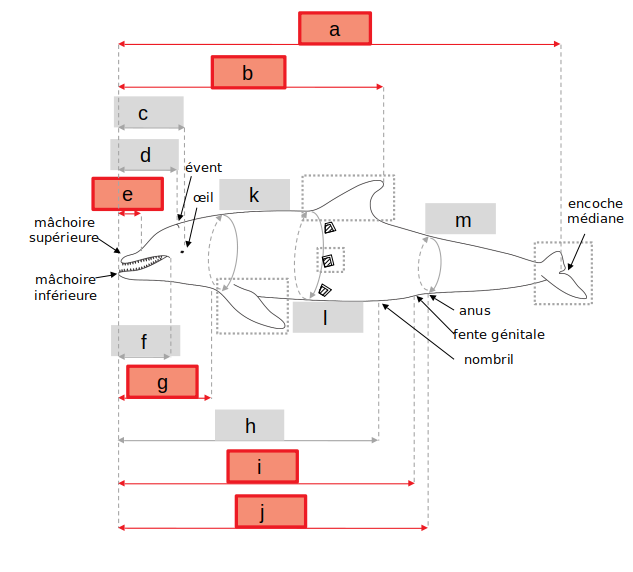 a
b
c
d
évent
e
k
œil
encoche
médiane
mâchoire
supérieure
m
mâchoire
inférieure
anus
l
fente génitale
f
nombril
g
h
i
j